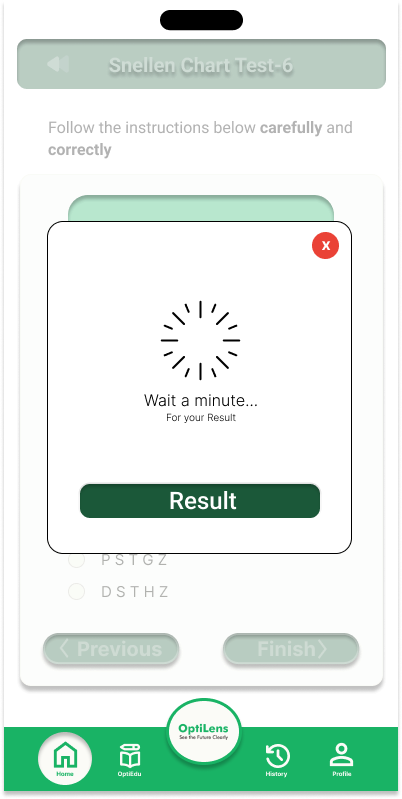 Snellen Chart Test-6
Follow the instructions below carefully and
correctly
x
Wait a minute...
For your Result
Result
P S T G Z
D S T H Z
Previous
Finish
OptiLens
See the Future Clearly
Home
OptiEdu
History
Profile